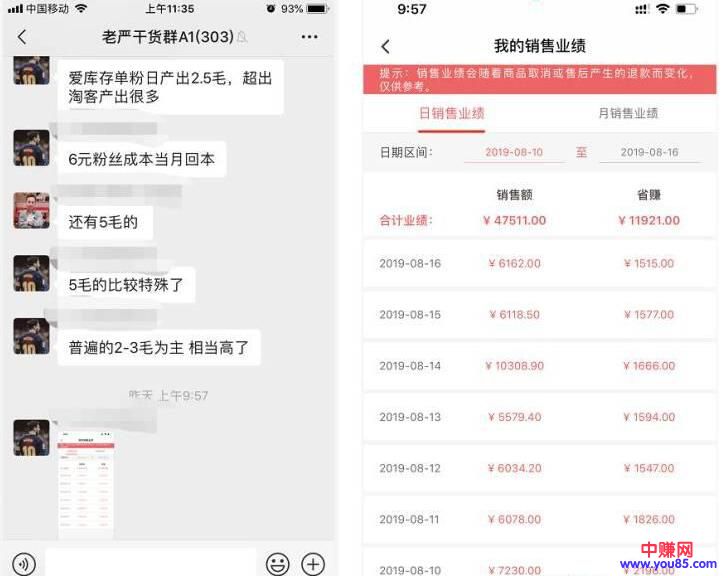 中国移动
上午11:35
93%
老严干货群A1(303)
爱库存单粉日产出2.5毛，超出
淘客产出很多
6元粉丝成本当月回本
还有5毛的
5毛的比较特殊了
普遍的2-3毛为主 相当高了
昨天 上午9:57
9:57
我的销售业绩
提示：销售业绩会随着商品取消或售后产生的退款而变化，
仅供参考。
日销售业绩 月销售业绩
日期区间： 2019-08-10 至 2019-08-16
销售额 省赚
合计业绩： ¥ 47511.00 ¥ 11921.00
2019-08-16 ¥ 6162.00 ¥ 1515.00
2019-08-15 ¥ 6118.50 ¥ 1577.00
2019-08-14 ¥ 10308.90 ¥ 1666.00
2019-08-13 ¥ 5579.40 ¥ 1594.00
2019-08-12 ¥ 6034.20 ¥ 1547.00
2019-08-11 ¥ 6078.00 ¥ 1826.00
2019-08-10 ¥ 7230.00 ¥ 2196.00
中赚网
www.you85.com